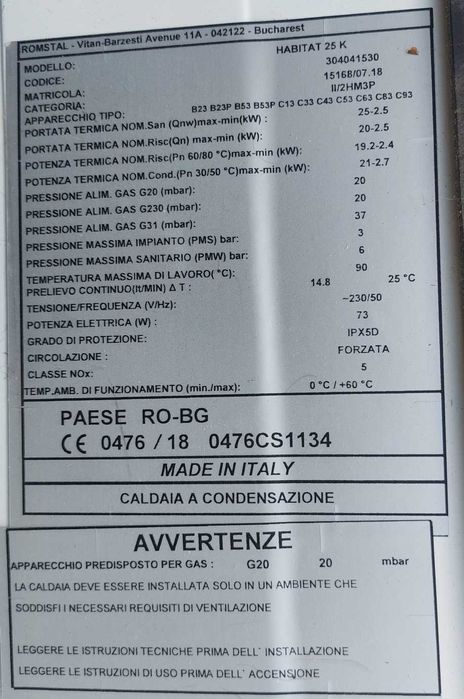 ROMSTAL - Vitan-Barzesti Avenue 11A - 042122 - Bucharest
MODELLO: HABITAT 25 K
CODICE: 304041530
MATRICOLA: 15168/07.18
CATEGORIA: II/2HM3P
APPARECCHIO TIPO: B23 B23P B53 B53P C13 C33 C43 C53 C63 C83 C93
PORTATA TERMICA NOM.San (Qnw)max-min(kW) : 25-2.5
PORTATA TERMICA NOM.Risc(Qn) max-min (kW): 20-2.5
POTENZA TERMICA NOM.Risc(Pn 60/80 °C)max-min (kW): 19.2-2.4
POTENZA TERMICA NOM.Cond.(Pn 30/50 °C)max-min (kW): 21-2.7
PRESSIONE ALIM. GAS G20 (mbar): 20
PRESSIONE ALIM. GAS G230 (mbar): 20
PRESSIONE ALIM. GAS G31 (mbar): 37
PRESSIONE MASSIMA IMPIANTO (PMS) bar: 3
PRESSIONE MASSIMA SANITARIO (PMW) bar: 6
TEMPERATURA MASSIMA DI LAVORO( °C): 90
PRELIEVO CONTINUO(lt/MIN) Δ T : 14.8 25 °C
TENSIONE/FREQUENZA (V/Hz): ~230/50
POTENZA ELETTRICA (W) : 73
GRADO DI PROTEZIONE: IPX5D
CIRCOLAZIONE : FORZATA
CLASSE NOx: 5
TEMP.AMB. DI FUNZIONAMENTO (min./max): 0 °C / +60 °C
PAESE RO-BG
CE 0476 / 18 0476CS1134
MADE IN ITALY
CALDAIA A CONDENSAZIONE
AVVERTENZE
APPARECCHIO PREDISPOSTO PER GAS : G20 20 mbar
LA CALDAIA DEVE ESSERE INSTALLATA SOLO IN UN AMBIENTE CHE
SODDISFI I NECESSARI REQUISITI DI VENTILAZIONE
LEGGERE LE ISTRUZIONI TECNICHE PRIMA DELL' INSTALLAZIONE
LEGGERE LE ISTRUZIONI DI USO PRIMA DELL' ACCENSIONE